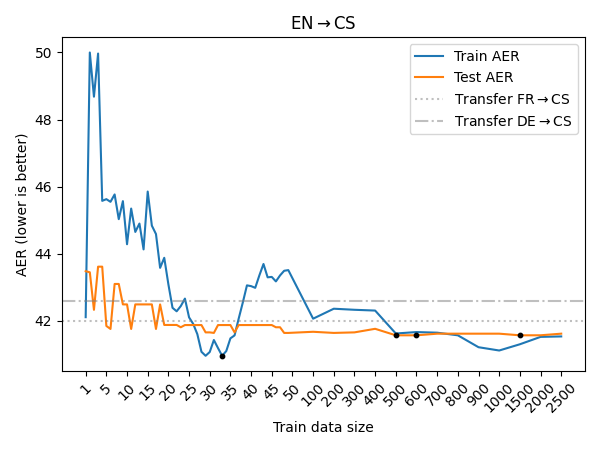 EN→CS
AER (lower is better)
50
48
46
44
42
Train AER
Test AER
Transfer FR→CS
Transfer DE→CS
1 5 10 15 20 25 30 35 40 45 50 100 200 300 400 500 600 700 800 900 1000 1500 2000 2500
Train data size